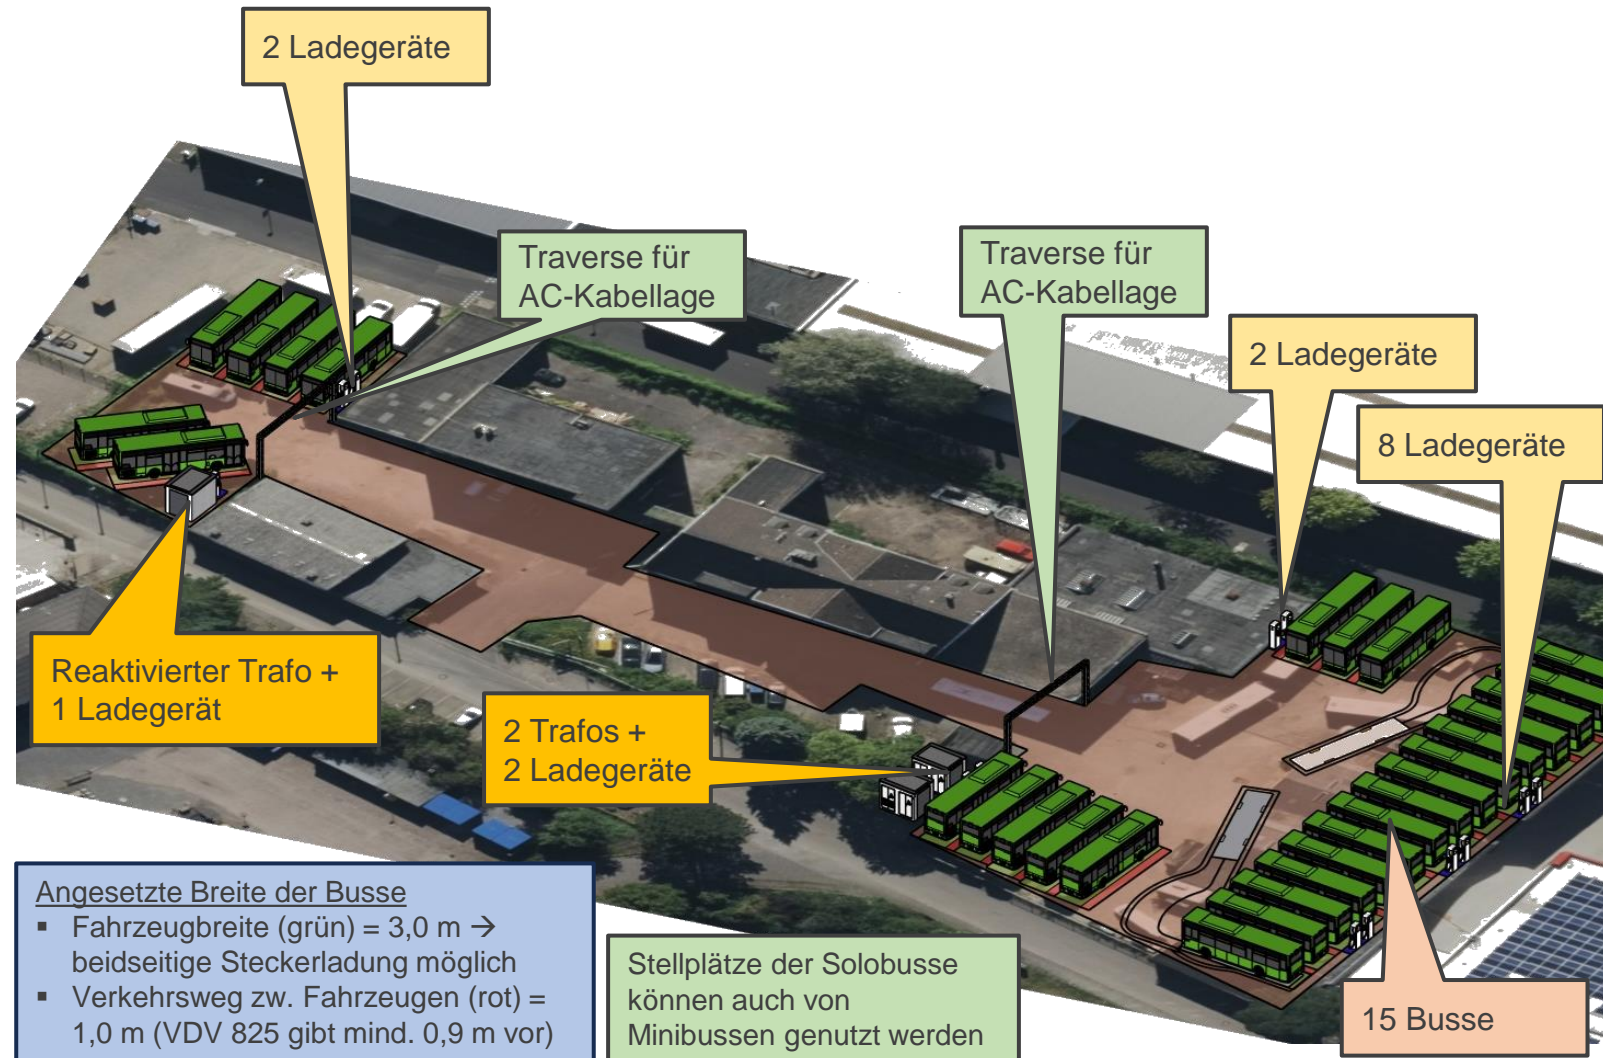 2 Ladegeräte
Traverse für
AC-Kabellage
Traverse für
AC-Kabellage
2 Ladegeräte
8 Ladegeräte
Reaktivierter Trafo +
1 Ladegerät
2 Trafos +
2 Ladegeräte
Angesetzte Breite der Busse
▪ Fahrzeugbreite (grün) = 3,0 m →
beidseitige Steckerladung möglich
▪ Verkehrsweg zw. Fahrzeugen (rot) =
1,0 m (VDV 825 gibt mind. 0,9 m vor)
Stellplätze der Solobusse
können auch von
Minibussen genutzt werden
15 Busse